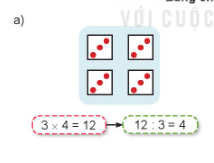 VỚI CUỘC
a)
3 × 4 = 12
12 : 3 = 4